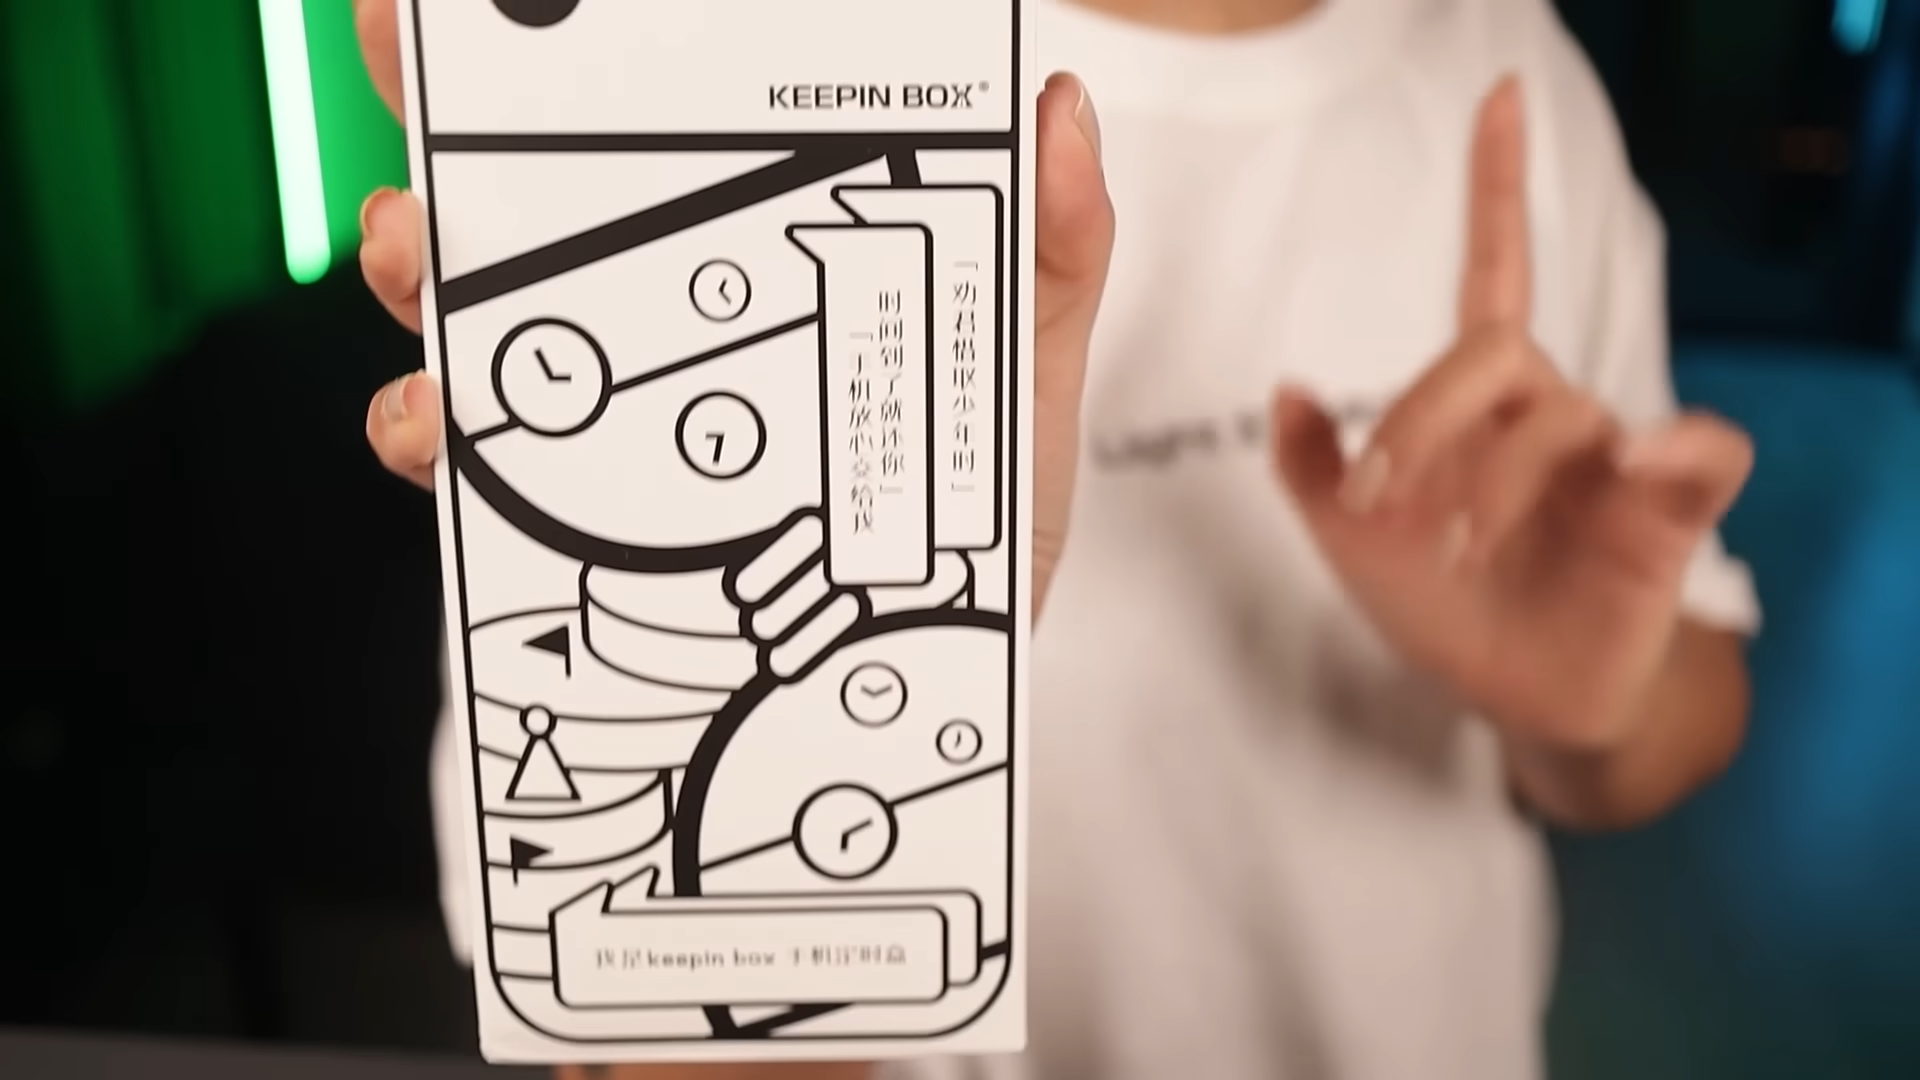 KEEPIN BOX®
「劝君惜取少年时」
时间到了就还你」
「手机放心交给我
我是keepin box 手机定时盒
Light